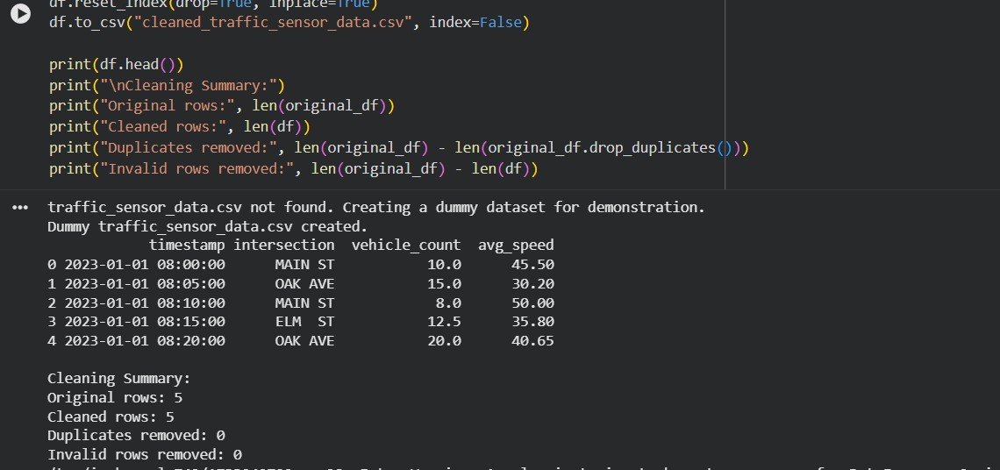 df.reset_index(drop=True, inplace=True)
df.to_csv("cleaned_traffic_sensor_data.csv", index=False)
print(df.head())
print("\nCleaning Summary:")
print("Original rows:", len(original_df))
print("Cleaned rows:", len(df))
print("Duplicates removed:", len(original_df) - len(original_df.drop_duplicates()))
print("Invalid rows removed:", len(original_df) - len(df))
traffic_sensor_data.csv not found. Creating a dummy dataset for demonstration.
Dummy traffic_sensor_data.csv created.
timestamp intersection  vehicle_count  avg_speed
0 2023-01-01 08:00:00      MAIN ST           10.0      45.50
1 2023-01-01 08:05:00      OAK AVE           15.0      30.20
2 2023-01-01 08:10:00      MAIN ST            8.0      50.00
3 2023-01-01 08:15:00      ELM  ST           12.5      35.80
4 2023-01-01 08:20:00      OAK AVE           20.0      40.65
Cleaning Summary:
Original rows: 5
Cleaned rows: 5
Duplicates removed: 0
Invalid rows removed: 0